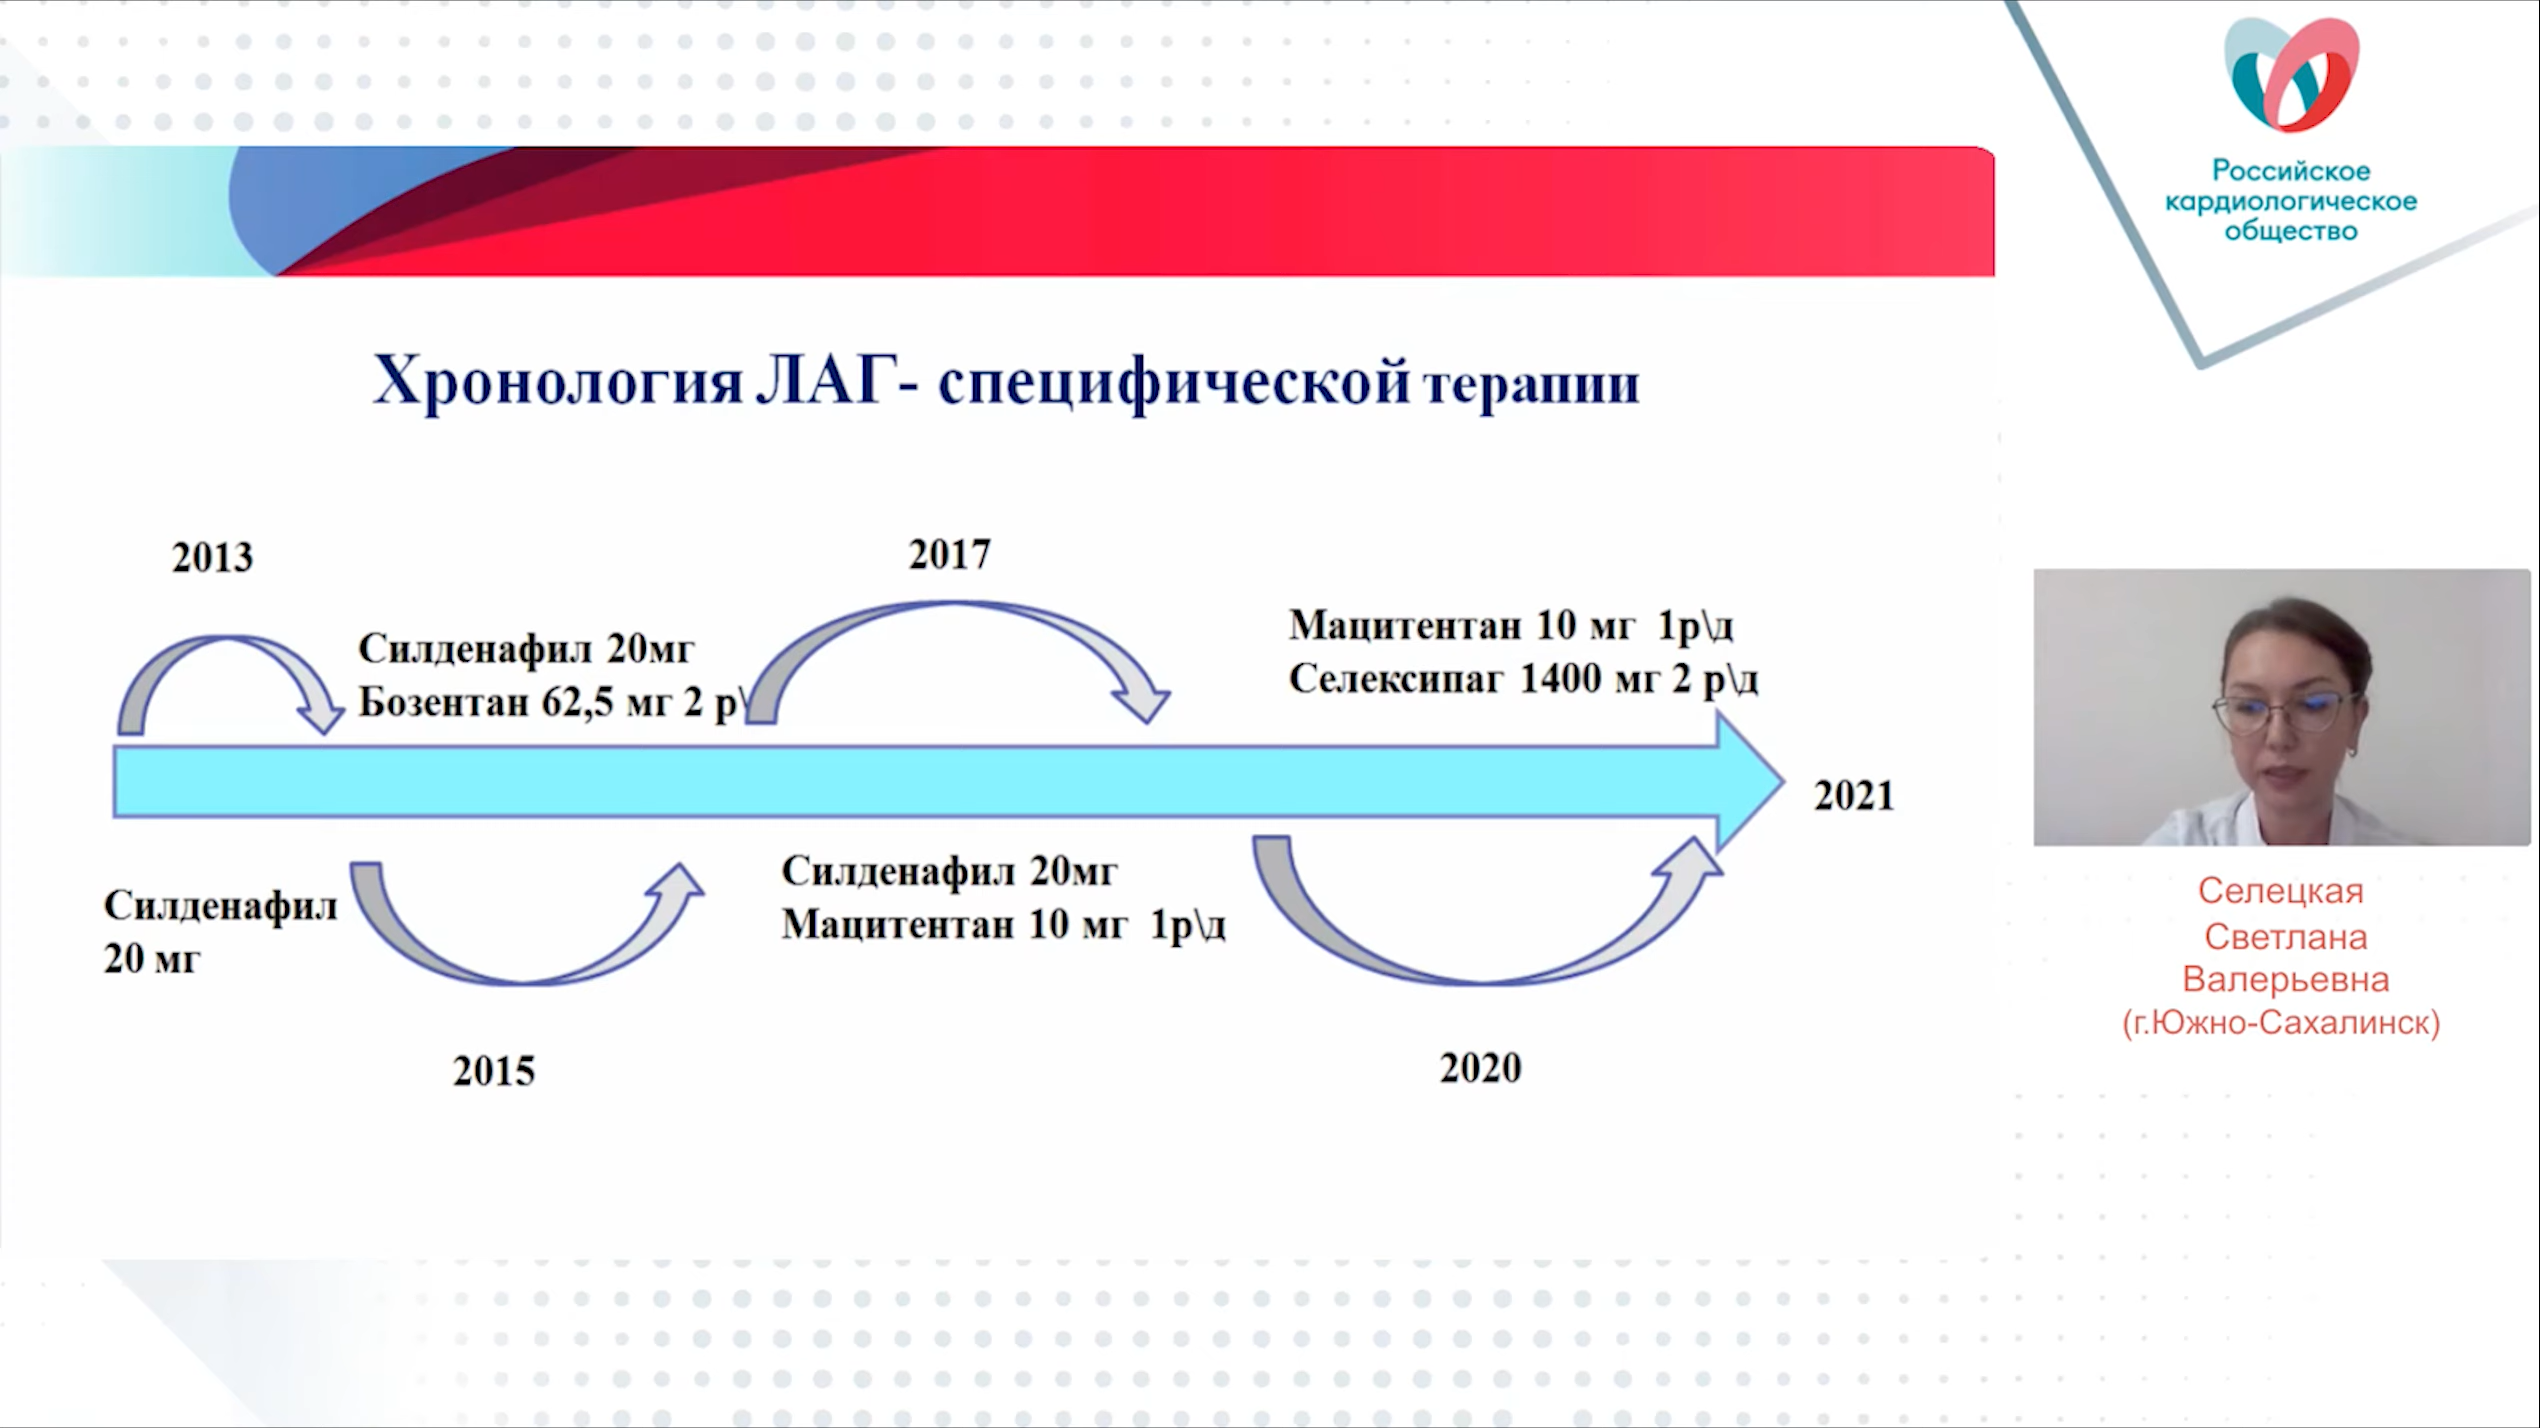 Российское
кардиологическое
общество
Хронология ЛАГ- специфической терапии
2013
2017
Силденафил 20мг
Бозентан 62,5 мг 2 р\
Мацитентан 10 мг 1р\д
Селексипаг 1400 мг 2 р\д
2021
Силденафил
20 мг
Силденафил 20мг
Мацитентан 10 мг 1р\д
2015
2020
Селецкая
Светлана
Валерьевна
(г.Южно-Сахалинск)